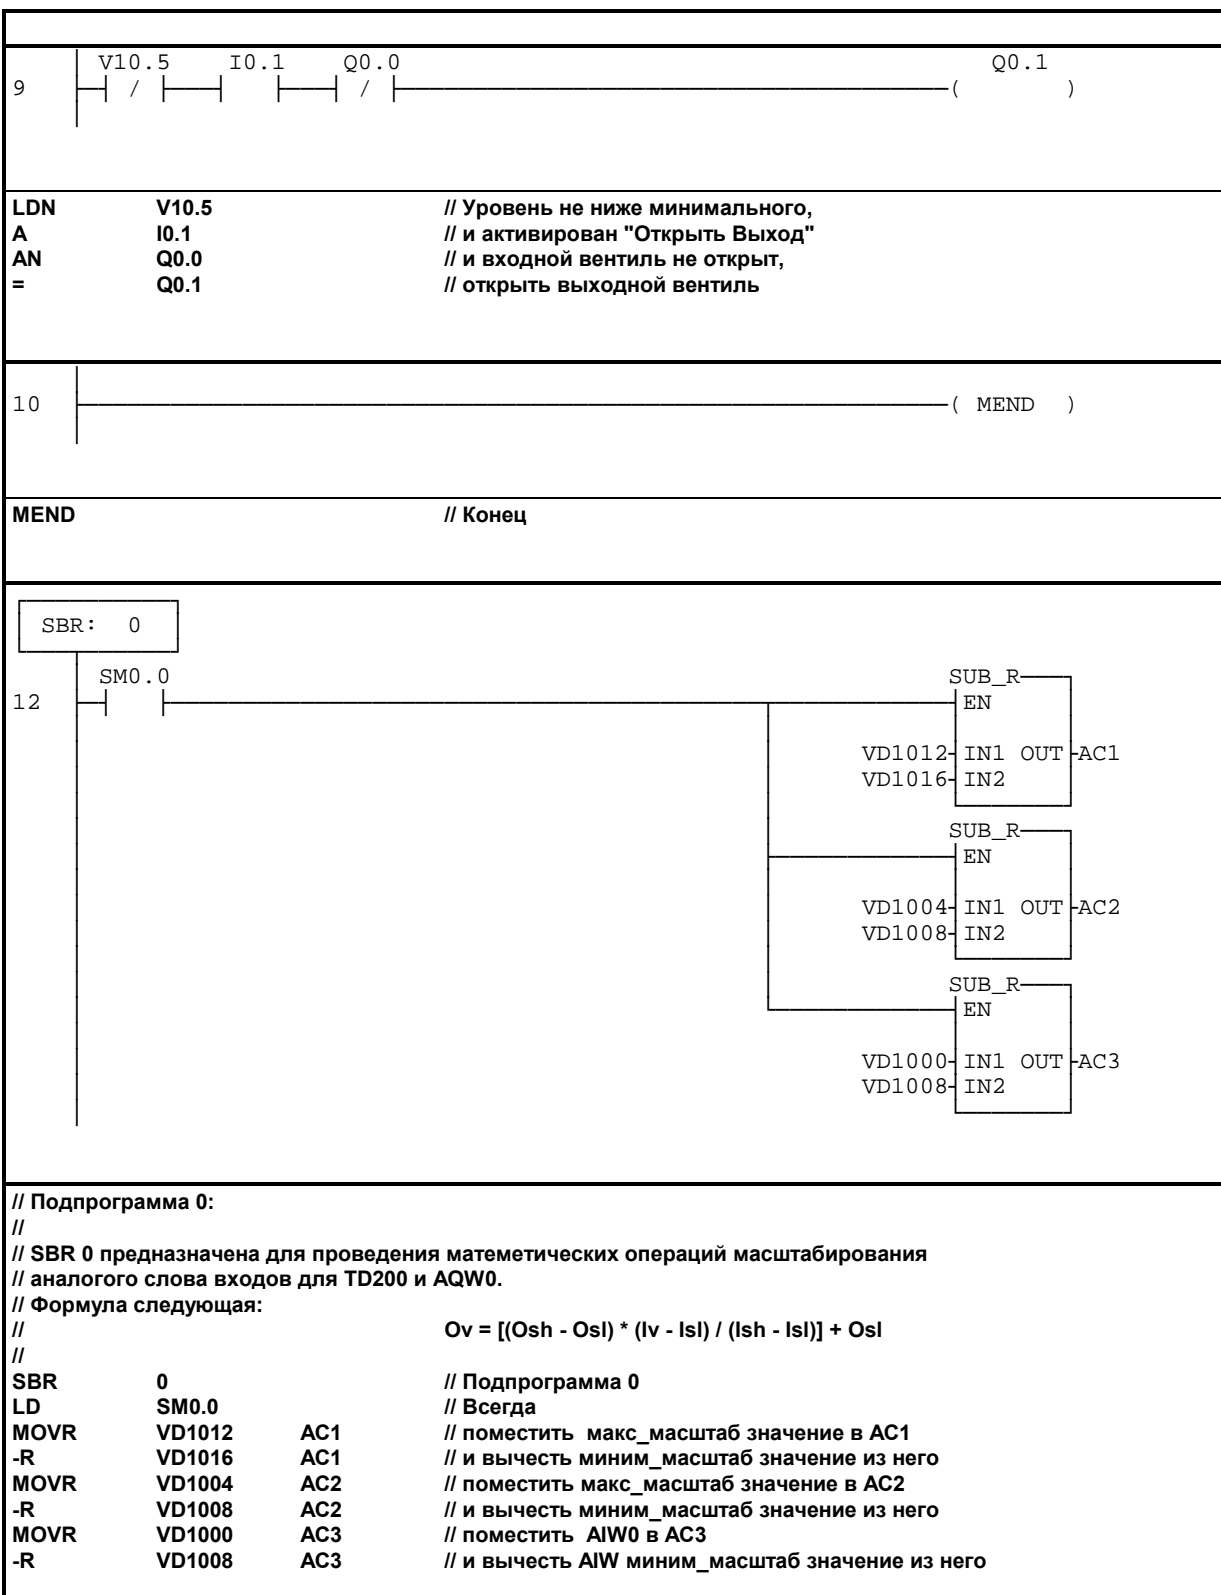 V10.5 I0.1 Q0.0 Q0.1
9 / / ( )
LDN V10.5 // Уровень не ниже минимального,
A I0.1 // и активирован "Открыть Выход"
AN Q0.0 // и входной вентиль не открыт,
= Q0.1 // открыть выходной вентиль
10 ( MEND )
MEND // Конец
SBR: 0
SM0.0 SUB_R
12 EN
VD1012 IN1 OUT AC1
VD1016 IN2
SUB_R
EN
VD1004 IN1 OUT AC2
VD1008 IN2
SUB_R
EN
VD1000 IN1 OUT AC3
VD1008 IN2
// Подпрограмма 0:
//
// SBR 0 предназначена для проведения матеметических операций масштабирования
// аналогого слова входов для TD200 и AQW0.
// Формула следующая:
// Ov = [(Osh - Osl) * (Iv - Isl) / (Ish - Isl)] + Osl
//
SBR 0 // Подпрограмма 0
LD SM0.0 // Всегда
MOVR VD1012 AC1 // поместить макс_масштаб значение в AC1
-R VD1016 AC1 // и вычесть миним_масштаб значение из него
MOVR VD1004 AC2 // поместить макс_масштаб значение в AC2
-R VD1008 AC2 // и вычесть миним_масштаб значение из него
MOVR VD1000 AC3 // поместить AIW0 в AC3
-R VD1008 AC3 // и вычесть AIW миним_масштаб значение из него